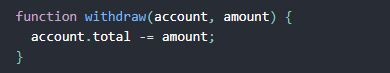 function withdraw(account, amount) {
  account.total -= amount;
}